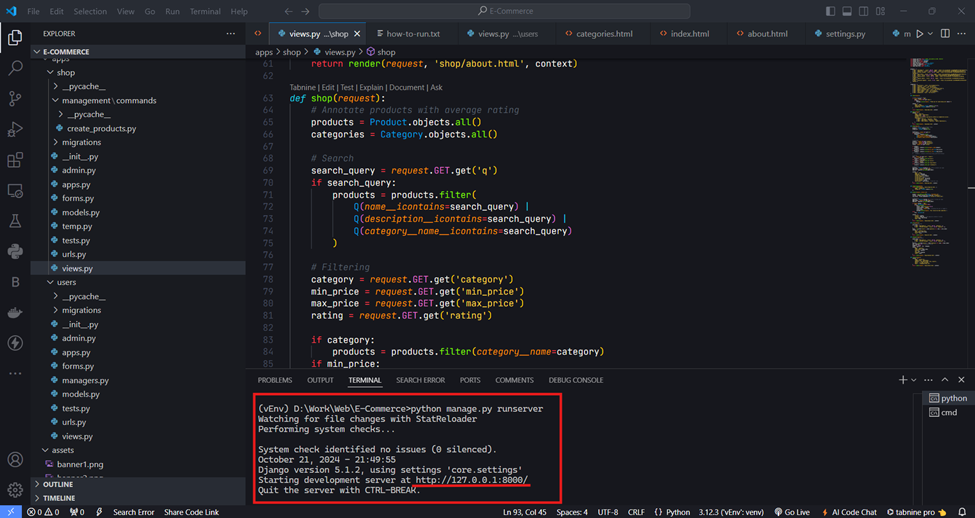 File Edit Selection View Go Run Terminal Help
E-Commerce
EXPLORER
E-COMMERCE
apps
shop
__pycache__
management\commands
__pycache__
create_products.py
migrations
__init__.py
admin.py
apps.py
forms.py
models.py
temp.py
tests.py
urls.py
views.py
users
__pycache__
migrations
__init__.py
admin.py
apps.py
forms.py
managers.py
models.py
tests.py
urls.py
views.py
assets
banner1.png
OUTLINE
TIMELINE
views.py ...\shop how-to-run.txt views.py ...\users categories.html index.html about.html settings.py m
apps > shop > views.py > shop
61 return render(request, 'shop/about.html', context)
62
Tabnine | Edit | Test | Explain | Document | Ask
63 def shop(request):
64 # Annotate products with average rating
65 products = Product.objects.all()
66 categories = Category.objects.all()
67
68 # Search
69 search_query = request.GET.get('q')
70 if search_query:
71 products = products.filter(
72 Q(name__icontains=search_query) |
73 Q(description__icontains=search_query) |
74 Q(category__name__icontains=search_query)
75 )
76
77 # Filtering
78 category = request.GET.get('category')
79 min_price = request.GET.get('min_price')
80 max_price = request.GET.get('max_price')
81 rating = request.GET.get('rating')
82
83 if category:
84 products = products.filter(category__name=category)
85 if min_price:
PROBLEMS OUTPUT TERMINAL SEARCH ERROR PORTS COMMENTS DEBUG CONSOLE
python
cmd
(vEnv) D:\Work\Web\E-Commerce>python manage.py runserver
Watching for file changes with StatReloader
Performing system checks...
System check identified no issues (0 silenced).
October 21, 2024 - 21:49:55
Django version 5.1.2, using settings 'core.settings'
Starting development server at http://127.0.0.1:8000/
Quit the server with CTRL-BREAK.
0 0 0 Search Error Share Code Link Ln 93, Col 45 Spaces: 4 UTF-8 CRLF Python 3.12.3 ('vEnv': venv) Go Live AI Code Chat tabnine pro